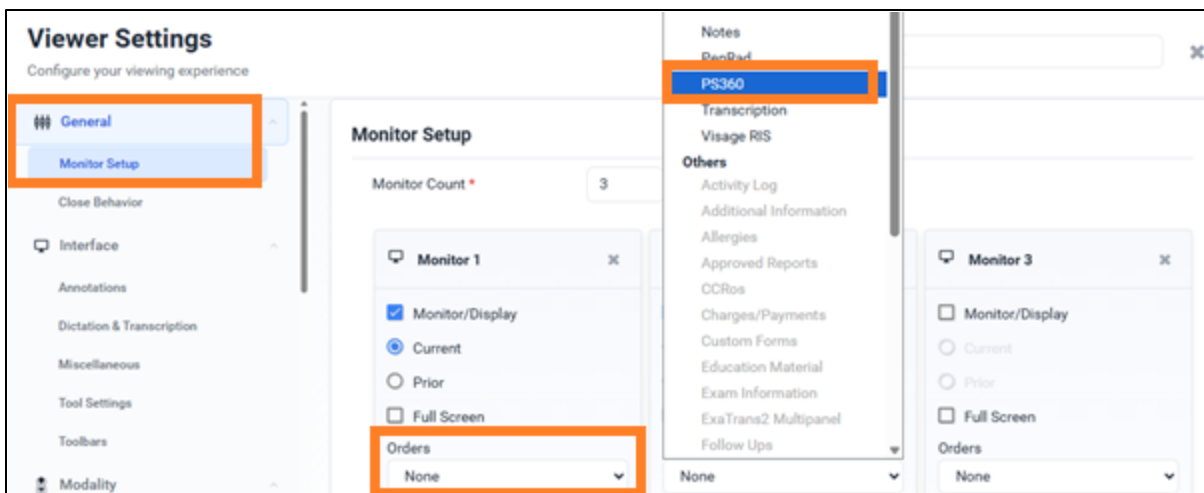 Viewer Settings
Configure your viewing experience
General
Monitor Setup
Close Behavior
Interface
Annotations
Dictation & Transcription
Miscellaneous
Tool Settings
Toolbars
Modality
Monitor Setup
Monitor Count *
3
Monitor 1
Monitor/Display
Current
Prior
Full Screen
Orders
None
Notes
PenRad
PS360
Transcription
Visage RIS
Others
Activity Log
Additional Information
Allergies
Approved Reports
CCRos
Charges/Payments
Custom Forms
Education Material
Exam Information
ExaTrans2 Multipanel
Follow Ups
None
Monitor 3
Monitor/Display
Current
Prior
Full Screen
Orders
None